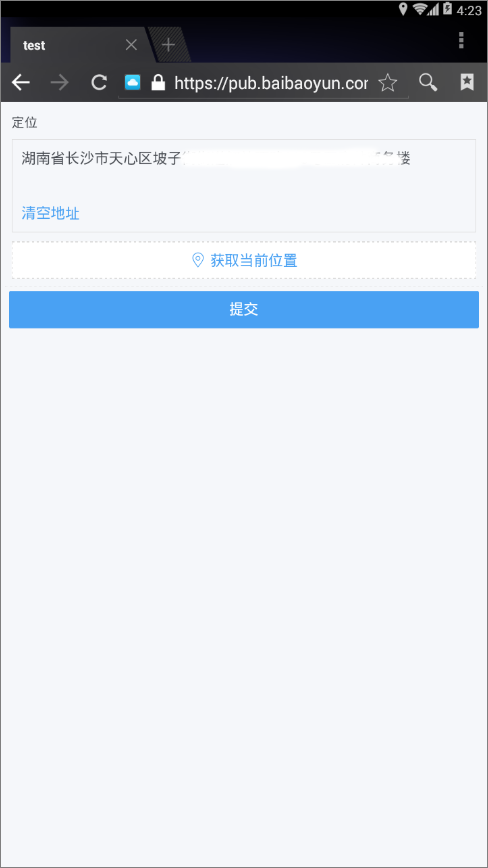 4:23
test
https://pub.baibaoyun.cor
定位
湖南省长沙市天心区坡子 楼
清空地址
获取当前位置
提交